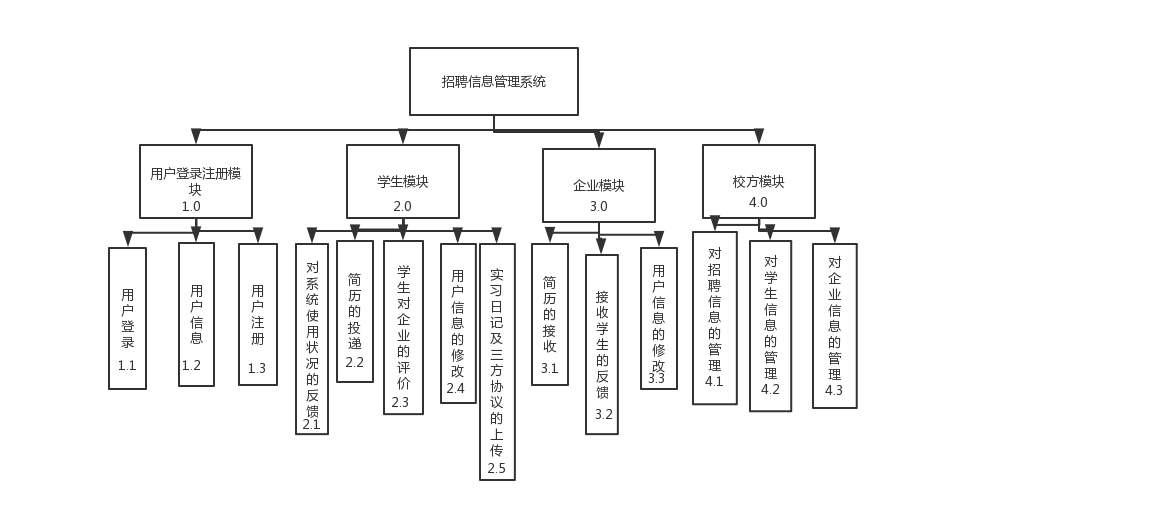 招聘信息管理系统
用户登录注册模
块
1.0
学生模块
2.0
企业模块
3.0
校方模块
4.0
用户登录
1.1
用户信息
1.2
用户注册
1.3
对系统使用状况的反馈
2.1
简历的投递
2.2
学生对企业的评价
2.3
用户信息的修改
2.4
实习日记及三方协议的上传
2.5
简历的接收
3.1
接收学生的反馈
3.2
用户信息的修改
3.3
对招聘信息的管理
4.1
对学生信息的管理
4.2
对企业信息的管理
4.3